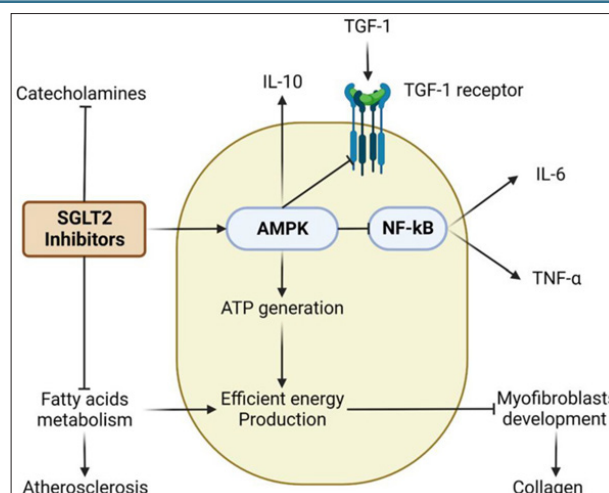 TGF-1
IL-10
Catecholamines
TGF-1 receptor
IL-6
SGLT2
Inhibitors
AMPK
NF-kB
TNF-α
ATP generation
Fatty acids
metabolism
Efficient energy
Production
Myofibroblasts
development
Atherosclerosis
Collagen